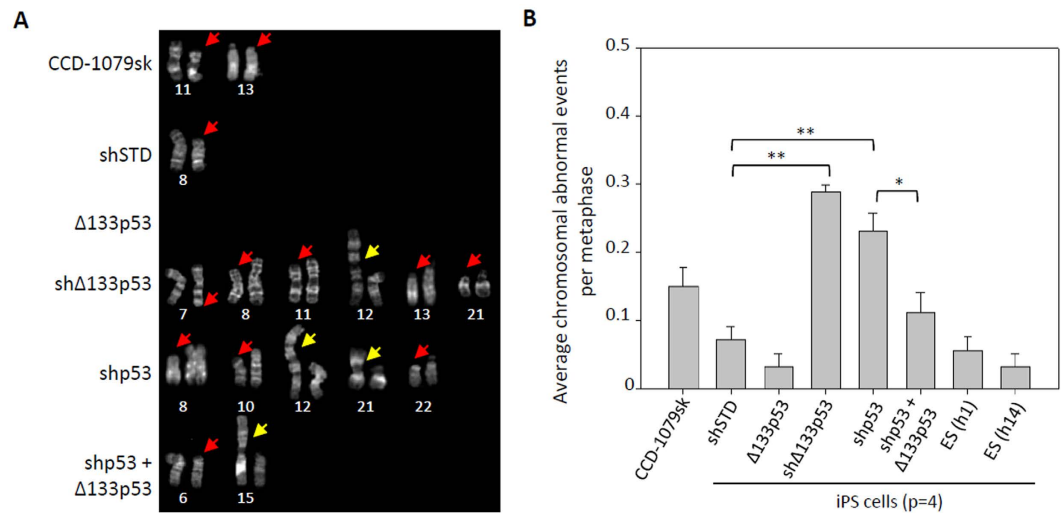 A
CCD-1079sk
11 13
shSTD
8
Δ133p53
shΔ133p53
7 8 11 12 13 21
shp53
8 10 12 21 22
shp53 +
Δ133p53
6 15
B
Average chromosomal abnormal events
per metaphase
0.5
0.4
0.3
0.2
0.1
0
**
**
*
CCD-1079sk
shSTD
Δ133p53
shΔ133p53
shp53
shp53 +
Δ133p53
ES (h1)
ES (h14)
iPS cells (p=4)